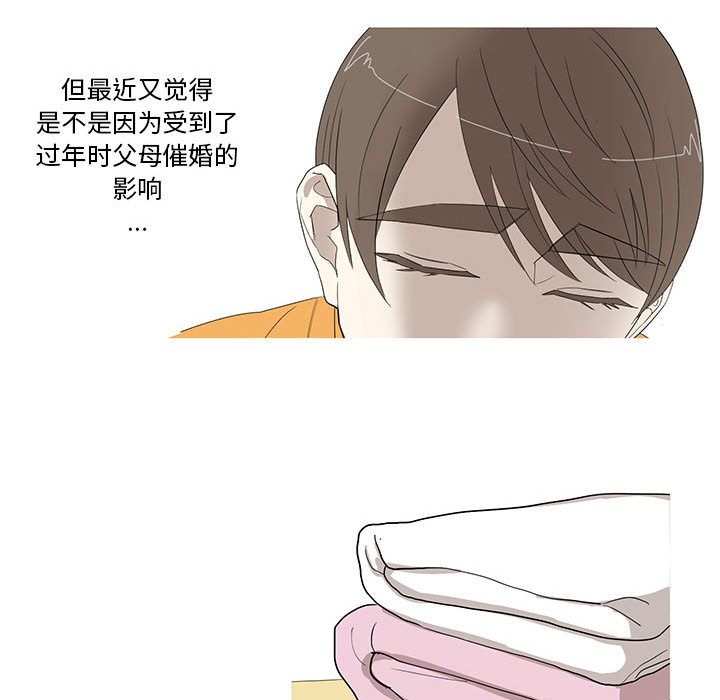 但最近又觉得
是不是因为受到了
过年时父母催婚的
影响
...